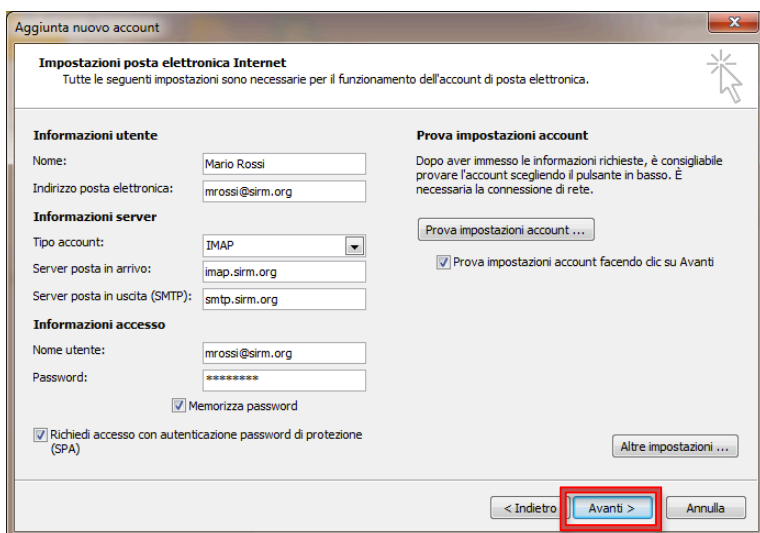 Aggiunta nuovo account
Impostazioni posta elettronica Internet
Tutte le seguenti impostazioni sono necessarie per il funzionamento dell'account di posta elettronica.
Informazioni utente
Nome:
Mario Rossi
Indirizzo posta elettronica:
mrossi@sirm.org
Informazioni server
Tipo account:
IMAP
Server posta in arrivo:
imap.sirm.org
Server posta in uscita (SMTP):
smtp.sirm.org
Informazioni accesso
Nome utente:
mrossi@sirm.org
Password:
********
Memorizza password
Richiedi accesso con autenticazione password di protezione
(SPA)
Prova impostazioni account
Dopo aver immesso le informazioni richieste, è consigliabile
provare l'account scegliendo il pulsante in basso. È
necessaria la connessione di rete.
Prova impostazioni account ...
Prova impostazioni account facendo clic su Avanti
Altre impostazioni ...
< Indietro
Avanti >
Annulla